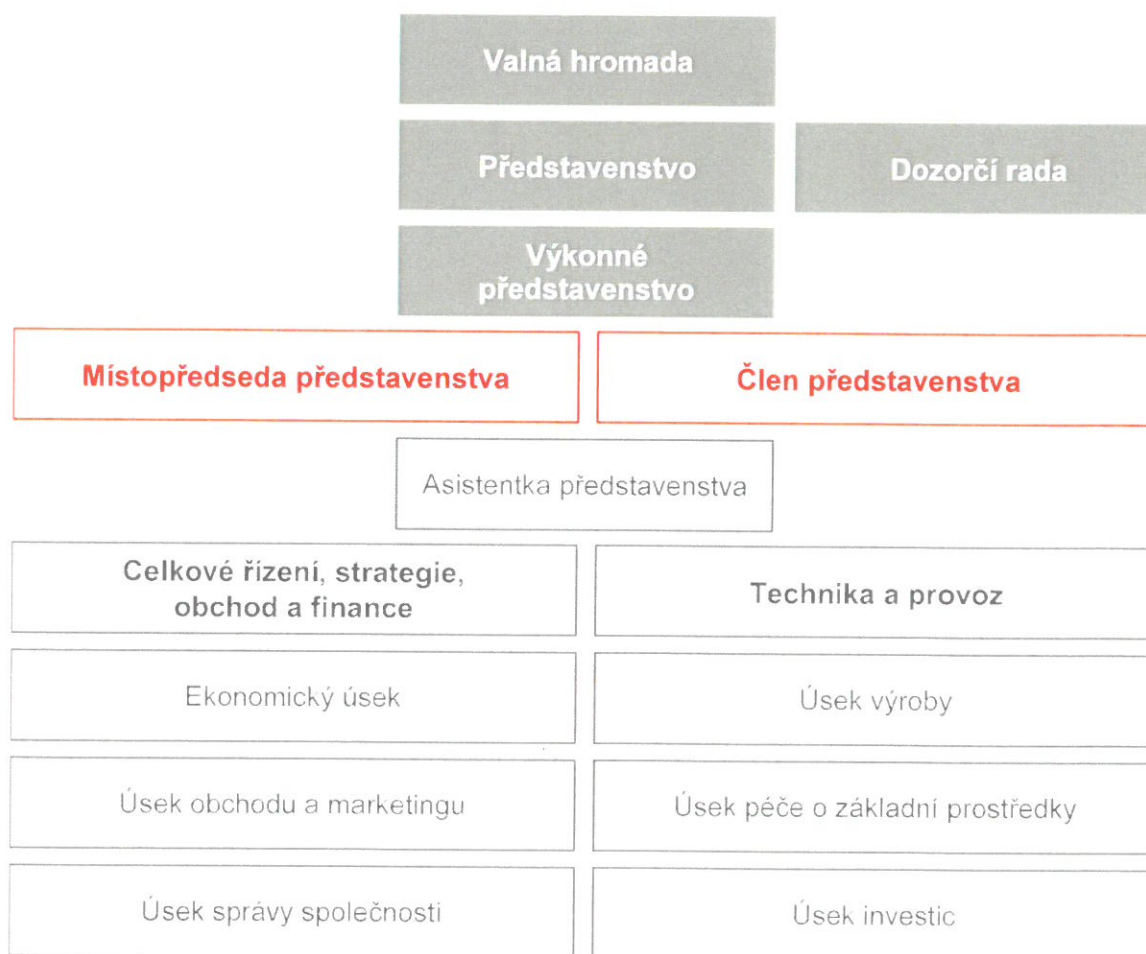 Valná hromada
Představenstvo
Dozorčí rada
Výkonné
představenstvo
Místopředseda představenstva
Člen představenstva
Asistentka představenstva
Celkové řízení, strategie,
obchod a finance
Technika a provoz
Ekonomický úsek
Úsek výroby
Úsek obchodu a marketingu
Úsek péče o základní prostředky
Úsek správy společnosti
Úsek investic